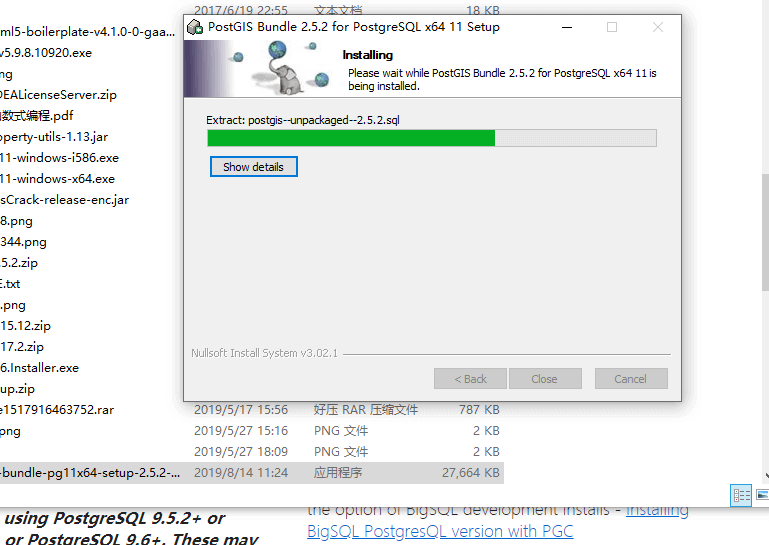 2017/6/19 22:55 文本文档 18 KB
PostGIS Bundle 2.5.2 for PostgreSQL x64 11 Setup
Installing
Please wait while PostGIS Bundle 2.5.2 for PostgreSQL x64 11 is
being installed.
Extract: postgis--unpackaged--2.5.2.sql
Show details
Nullsoft Install System v3.02.1
< Back Close Cancel
ml5-boilerplate-v4.1.0-0-gaa...
v5.9.8.10920.exe
ng
DEALicenseServer.zip
函数式编程.pdf
operty-utils-1.13.jar
11-windows-i586.exe
11-windows-x64.exe
sCrack-release-enc.jar
8.png
344.png
.5.2.zip
E.txt
.png
15.12.zip
17.2.zip
6.Installer.exe
up.zip
e1517916463752.rar 2019/5/17 15:56 好压 RAR 压缩文件 787 KB
png 2019/5/27 15:16 PNG 文件 2 KB
2019/5/27 18:09 PNG 文件 2 KB
-bundle-pg11x64-setup-2.5.2-... 2019/8/14 11:24 应用程序 27,664 KB
using PostgreSQL 9.5.2+ or
or PostgreSQL 9.6+. These may
the option of BigSQL development installs - Installing
BigSQL PostgresQL version with PGC